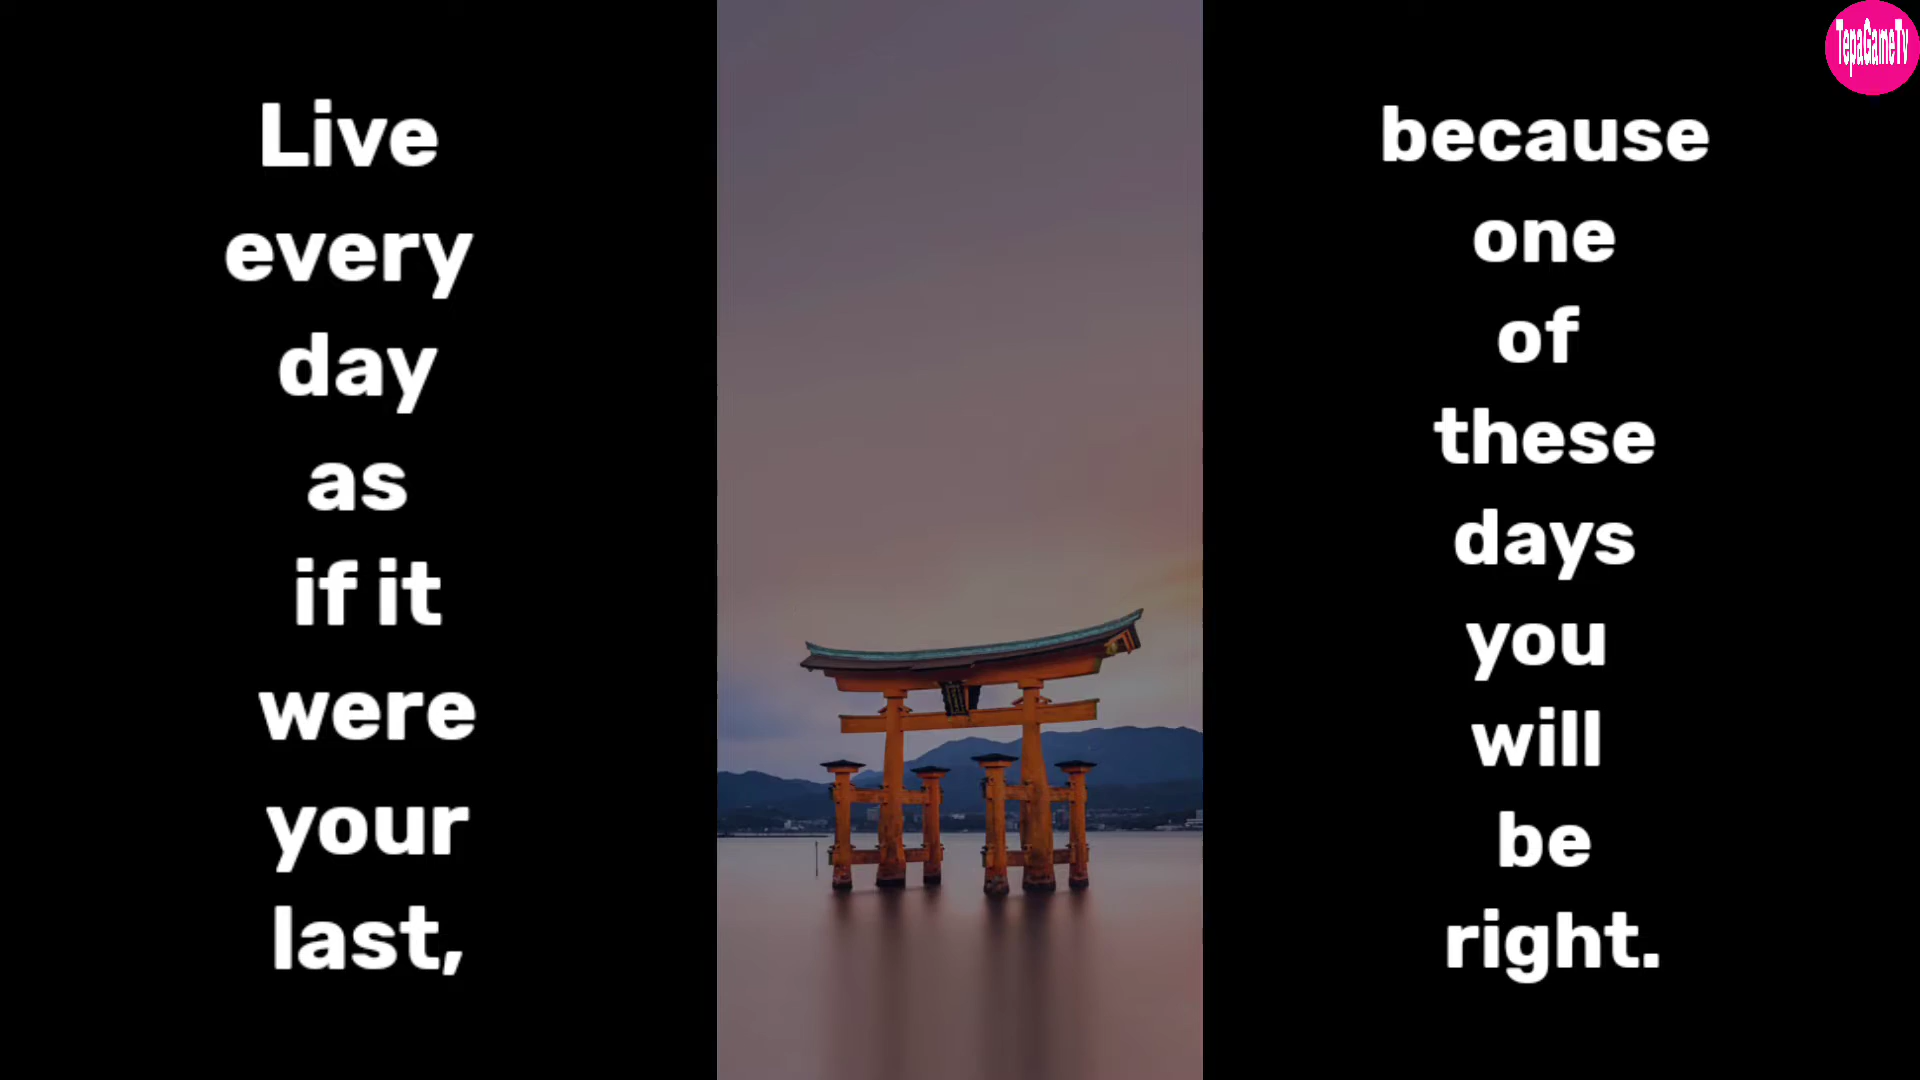 Live
every
day
as
if it
were
your
last,
because
one
of
these
days
you
will
be
right.
TepaGameTv